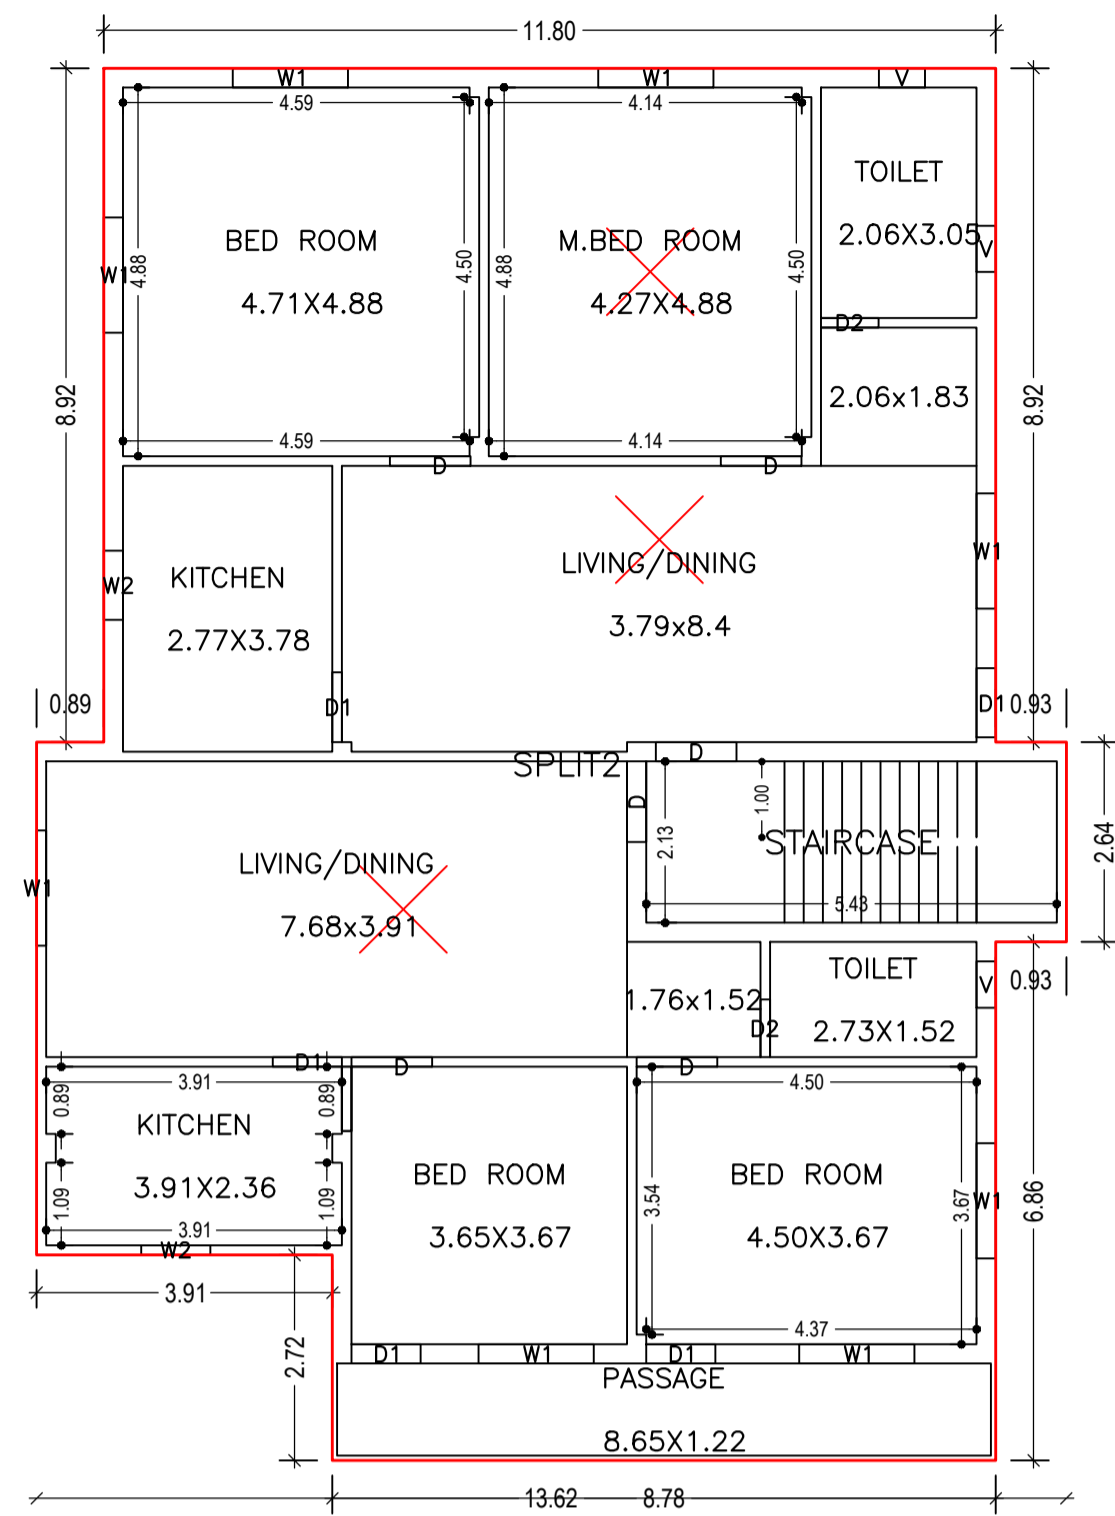 11.80
W1
W1
V
4.59
4.14
TOILET
2.06X3.05
V
BED ROOM
4.71X4.88
M.BED ROOM
4.27X4.88
W1
4.88
4.50
4.88
4.50
D2
2.06x1.83
8.92
8.92
4.59
4.14
D
D
KITCHEN
2.77X3.78
W2
LIVING/DINING
3.79x8.4
W1
0.89
D1
D1
0.93
SPLIT2
D
D
2.13
1.00
STAIRCASE
5.43
2.64
LIVING/DINING
7.68x3.91
W1
1.76x1.52
D2
TOILET
2.73X1.52
V
0.93
D1
D
D
3.91
0.89
0.89
KITCHEN
3.91X2.36
1.09
1.09
3.91
W2
BED ROOM
3.65X3.67
4.50
BED ROOM
4.50X3.67
3.54
3.67
W1
6.86
4.37
3.91
2.72
D1
W1
D1
W1
PASSAGE
8.65X1.22
13.62
8.78